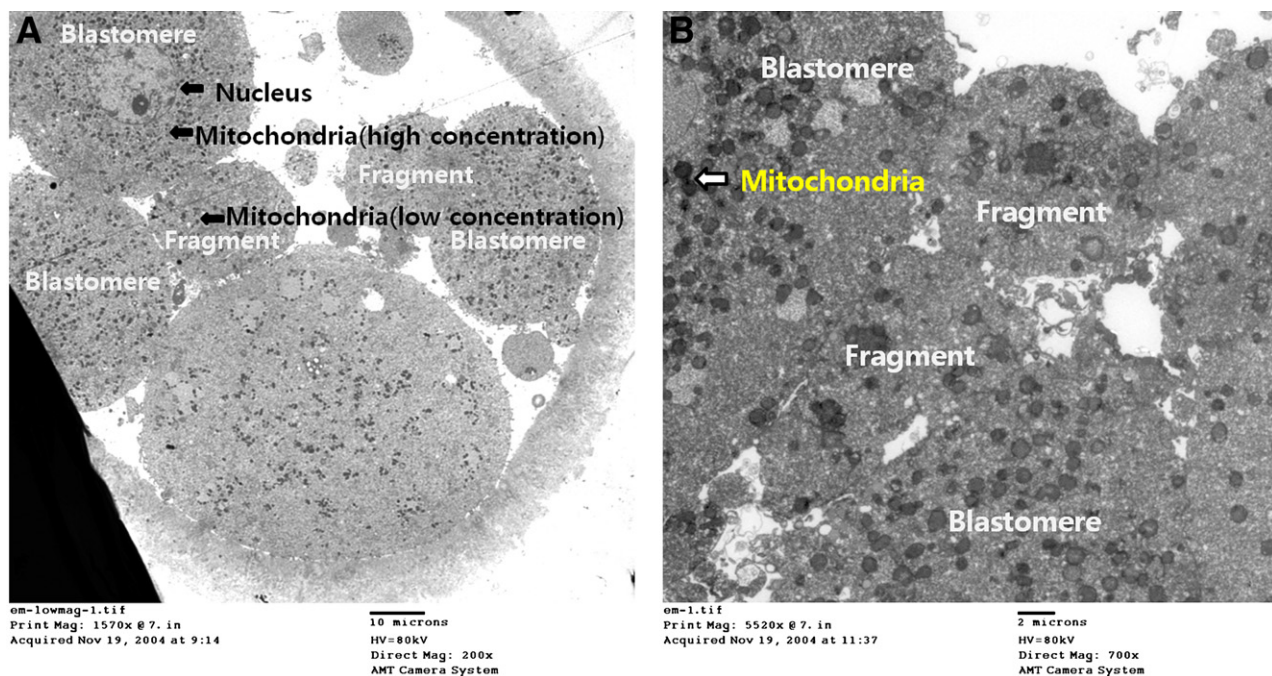 A
Blastomere
Nucleus
Mitochondria(high concentration)
Fragment
Mitochondria(low concentration)
Fragment
Blastomere
Blastomere
em-lowmag-1.tif
Print Mag: 1570x @ 7. in
Acquired Nov 19, 2004 at 9:14
10 microns
HV=80kV
Direct Mag: 200x
AMT Camera System
B
Blastomere
Mitochondria
Fragment
Fragment
Blastomere
em-1.tif
Print Mag: 5520x @ 7. in
Acquired Nov 19, 2004 at 11:37
2 microns
HV=80kV
Direct Mag: 700x
AMT Camera System